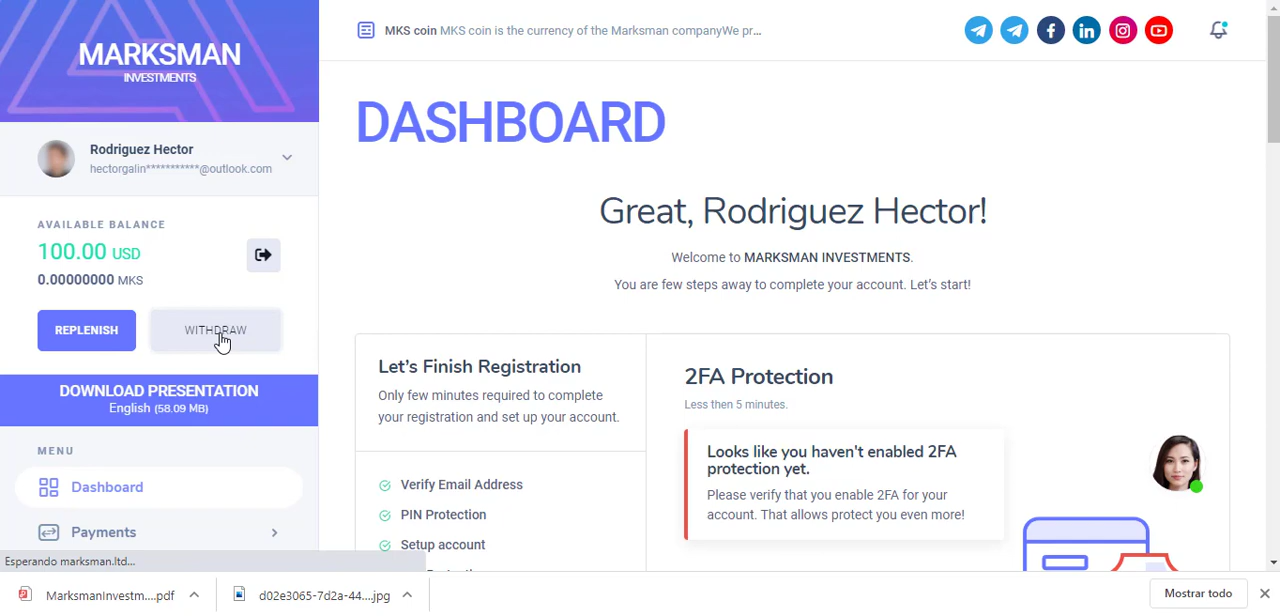 MARKSMAN
INVESTMENTS
Rodriguez Hector
hectorgalin***********@outlook.com
AVAILABLE BALANCE
100.00 USD
0.00000000 MKS
REPLENISH
WITHDRAW
DOWNLOAD PRESENTATION
English (58.09 MB)
MENU
Dashboard
Payments
Esperando marksman.ltd...
MKS coin MKS coin is the currency of the Marksman companyWe pr...
DASHBOARD
Great, Rodriguez Hector!
Welcome to MARKSMAN INVESTMENTS.
You are few steps away to complete your account. Let's start!
Let's Finish Registration
Only few minutes required to complete
your registration and set up your account.
Verify Email Address
PIN Protection
Setup account
2FA Protection
Less then 5 minutes.
Looks like you haven't enabled 2FA
protection yet.
Please verify that you enable 2FA for your
account. That allows protect you even more!
MarksmanInvestm....pdf
d02e3065-7d2a-44....jpg
Mostrar todo